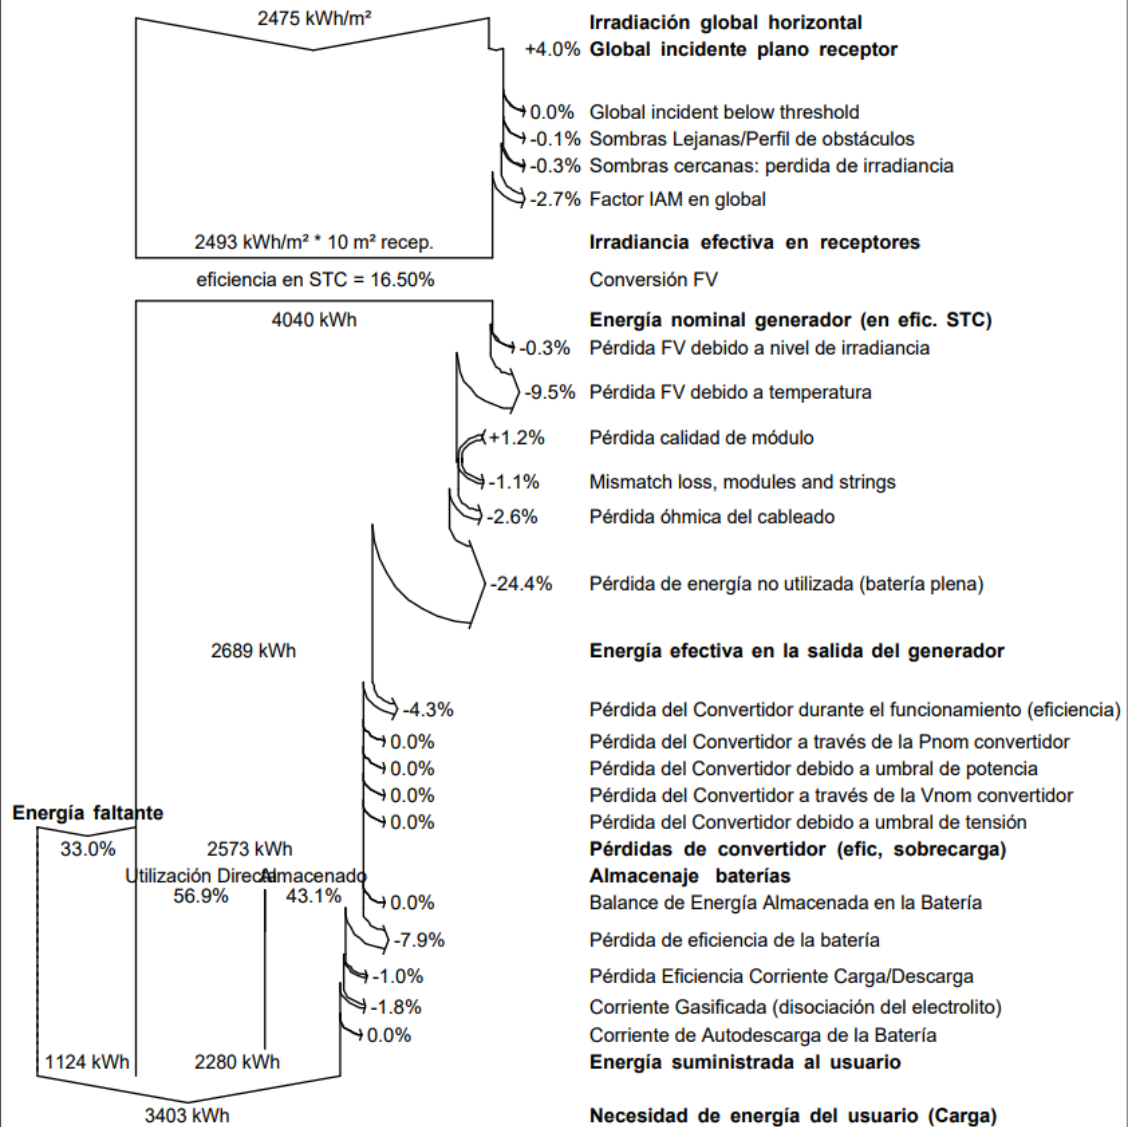 2475 kWh/m² Irradiación global horizontal
+4.0% Global incidente plano receptor
0.0% Global incident below threshold
-0.1% Sombras Lejanas/Perfil de obstáculos
-0.3% Sombras cercanas: perdida de irradiancia
-2.7% Factor IAM en global
2493 kWh/m² * 10 m² recep. Irradiancia efectiva en receptores
eficiencia en STC = 16.50% Conversión FV
4040 kWh Energía nominal generador (en efic. STC)
-0.3% Pérdida FV debido a nivel de irradiancia
-9.5% Pérdida FV debido a temperatura
+1.2% Pérdida calidad de módulo
-1.1% Mismatch loss, modules and strings
-2.6% Pérdida óhmica del cableado
-24.4% Pérdida de energía no utilizada (batería plena)
2689 kWh Energía efectiva en la salida del generador
-4.3% Pérdida del Convertidor durante el funcionamiento (eficiencia)
0.0% Pérdida del Convertidor a través de la Pnom convertidor
0.0% Pérdida del Convertidor debido a umbral de potencia
0.0% Pérdida del Convertidor a través de la Vnom convertidor
Energía faltante
0.0% Pérdida del Convertidor debido a umbral de tensión
33.0% 2573 kWh Pérdidas de convertidor (efic, sobrecarga)
Utilización Directa Almacenado Almacenaje baterías
56.9% 43.1% 0.0% Balance de Energía Almacenada en la Batería
-7.9% Pérdida de eficiencia de la batería
-1.0% Pérdida Eficiencia Corriente Carga/Descarga
-1.8% Corriente Gasificada (disociación del electrolito)
0.0% Corriente de Autodescarga de la Batería
1124 kWh 2280 kWh Energía suministrada al usuario
3403 kWh Necesidad de energía del usuario (Carga)